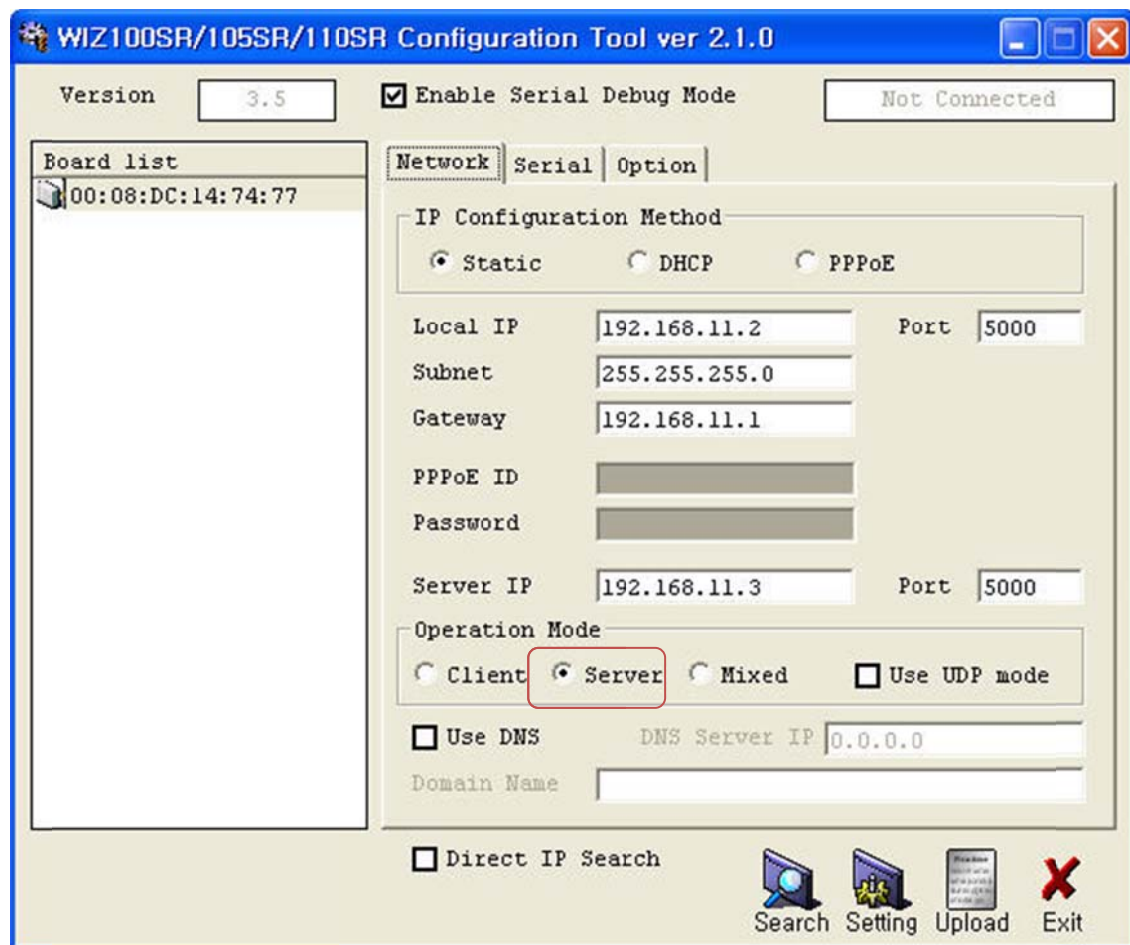 WIZ100SR/105SR/110SR Configuration Tool ver 2.1.0
Version 3.5 Enable Serial Debug Mode Not Connected
Board list
00:08:DC:14:74:77
Network Serial Option
IP Configuration Method
Static DHCP PPPoE
Local IP 192.168.11.2 Port 5000
Subnet 255.255.255.0
Gateway 192.168.11.1
PPPoE ID
Password
Server IP 192.168.11.3 Port 5000
Operation Mode
Client Server Mixed Use UDP mode
Use DNS DNS Server IP 0.0.0.0
Domain Name
Direct IP Search
Search Setting Upload Exit